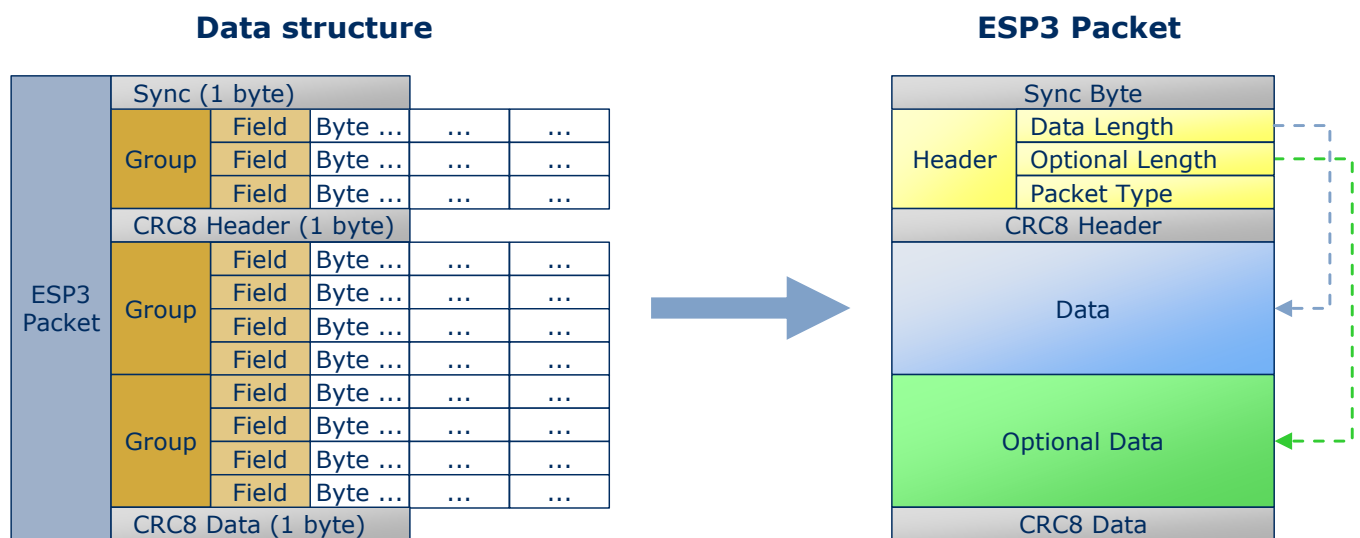 Data structure
ESP3 Packet
Sync (1 byte)
Group
Field Byte ... ... ...
Field Byte ... ... ...
Field Byte ... ... ...
CRC8 Header (1 byte)
ESP3
Packet
Group
Field Byte ... ... ...
Field Byte ... ... ...
Field Byte ... ... ...
Field Byte ... ... ...
Group
Field Byte ... ... ...
Field Byte ... ... ...
Field Byte ... ... ...
Field Byte ... ... ...
CRC8 Data (1 byte)
Sync Byte
Header
Data Length
Optional Length
Packet Type
CRC8 Header
Data
Optional Data
CRC8 Data